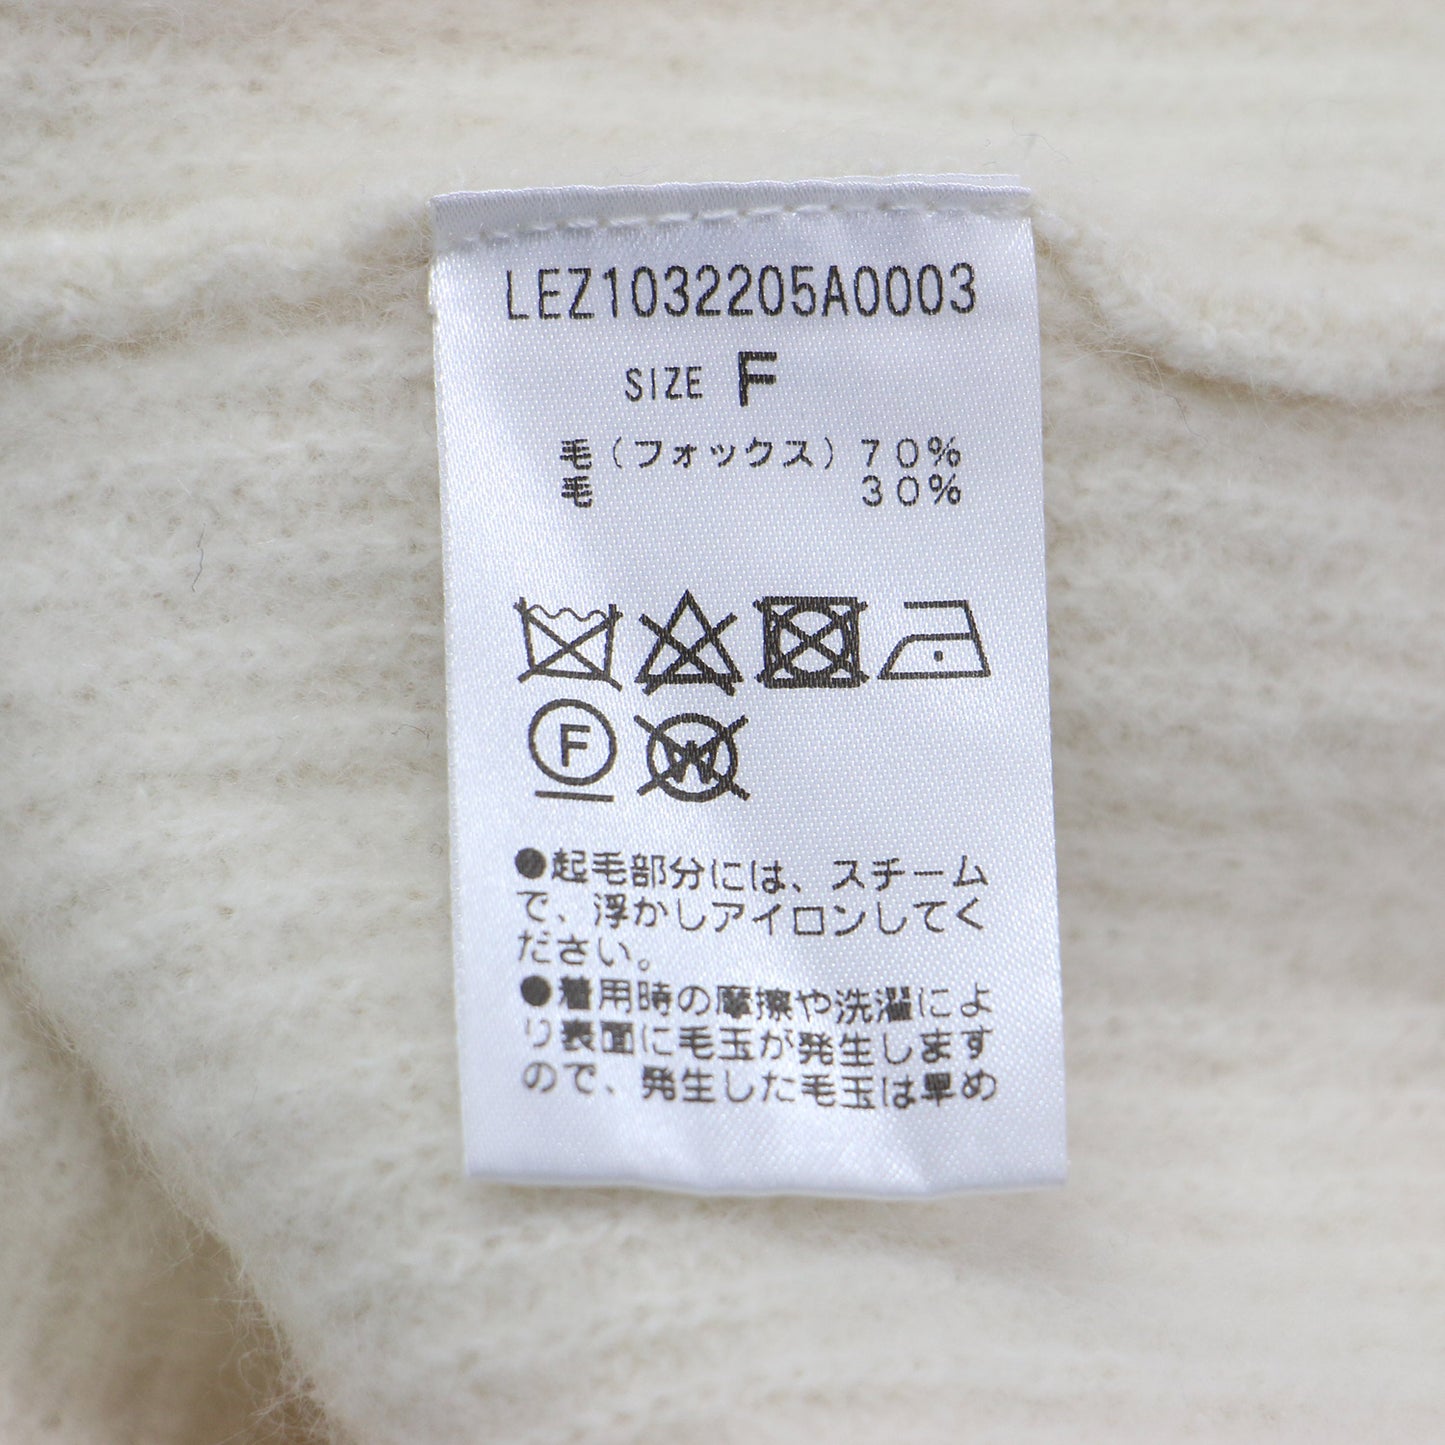 LEZ1032205A0003
SIZE F
毛(フォックス) 70%
毛 30%
F
W
●起毛部分には、スチーム
で、浮かしアイロンしてく
ださい。
●着用時の摩擦や洗濯によ
り表面に毛玉が発生します
ので、発生した毛玉は早め